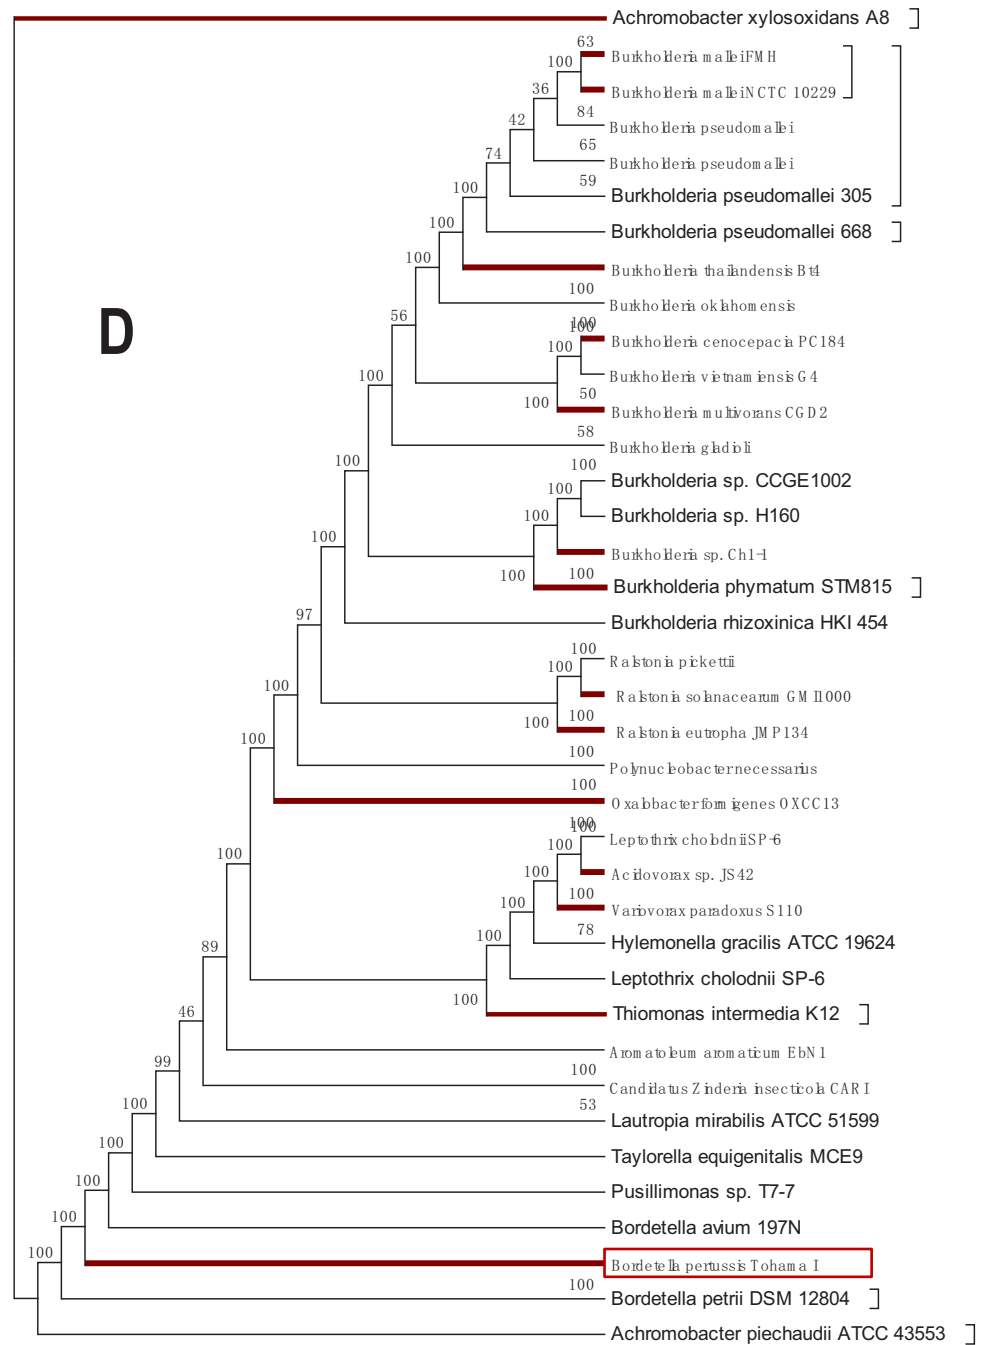 Achromobacter xylosoxidans A8
63
Burkholderia mallei FMH
100
Burkholderia mallei NCTC 10229
36
84
Burkholderia pseudomallei
42
65
Burkholderia pseudomallei
74
59
Burkholderia pseudomallei 305
100
Burkholderia pseudomallei 668
100
Burkholderia thailandensis Bt4
100
100
Burkholderia oklahomensis
D
56
100
100
Burkholderia cenocepacia PC184
100
Burkholderia vietnamiensis G4
100
50
100
Burkholderia multivorans CGD2
58
Burkholderia gladioli
100
100
Burkholderia sp. CCGE1002
100
Burkholderia sp. H160
100
Burkholderia sp. Ch1-1
100
100
Burkholderia phymatum STM815
97
Burkholderia rhizoxinica HKI 454
100
Ralstonia pickettii
100
100
Ralstonia solanacearum GMI1000
100
100
Ralstonia eutropha JMP134
100
100
Polynucleobacter necessarius
100
Oxalobacter formigenes OXCC13
100
100
Leptothrix cholodnii SP-6
100
100
Acidovorax sp. JS42
100
100
Variovorax paradoxus S110
100
78
Hylemonella gracilis ATCC 19624
89
100
Leptothrix cholodnii SP-6
100
Thiomonas intermedia K12
46
Aromatoleum aromaticum EbN1
99
100
Candidatus Zinderia insecticola CARI
100
53
Lautropia mirabilis ATCC 51599
100
Taylorella equigenitalis MCE9
100
Pusillimonas sp. T7-7
100
Bordetella avium 197N
100
Bordetella pertussis Tohama I
100
Bordetella petrii DSM 12804
Achromobacter piechaudii ATCC 43553